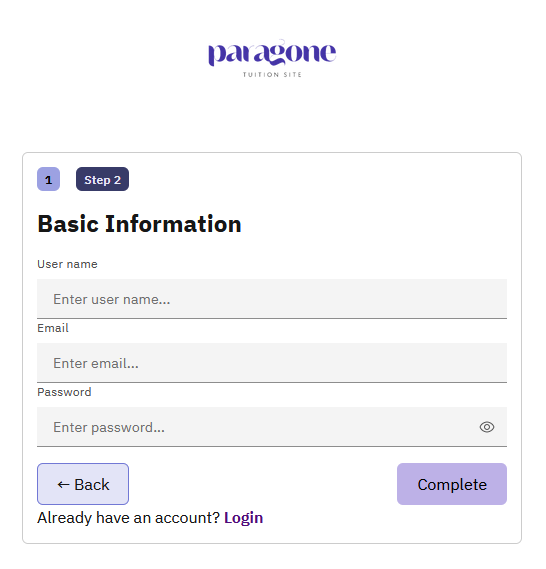 paragone
TUITION SITE
1 Step 2
Basic Information
User name
Enter user name...
Email
Enter email...
Password
Enter password...
← Back Complete
Already have an account? Login